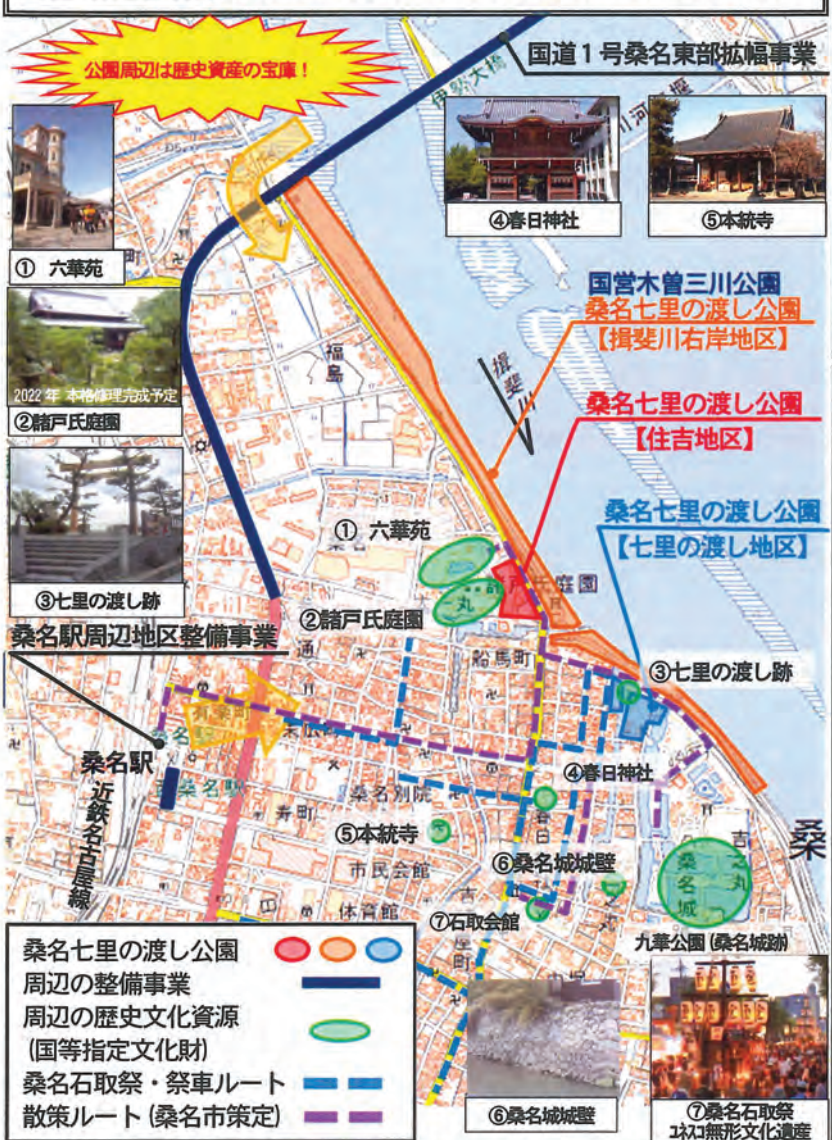 公園周辺は歴史資産の宝庫！
国道１号桑名東部拡幅事業
伊勢大橋
① 六華苑
④春日神社
⑤本統寺
国営木曽三川公園
桑名七里の渡し公園
【揖斐川右岸地区】
2022年 本格修理完成予定
②諸戸氏庭園
福島
揖斐川
桑名七里の渡し公園
【住吉地区】
桑名七里の渡し公園
【七里の渡し地区】
③七里の渡し跡
① 六華苑
②諸戸氏庭園
氏庭園
桑名駅周辺地区整備事業
船馬町
③七里の渡し跡
桑名駅
近鉄名古屋線
④春日神社
桑名別院
寿町
⑤本統寺
市民会館
⑥桑名城城壁
体育館
⑦石取会館
吉之丸
桑名城
桑
九華公園（桑名城跡）
桑名七里の渡し公園
周辺の整備事業
周辺の歴史文化資源
（国等指定文化財）
桑名石取祭・祭車ルート
散策ルート（桑名市策定）
⑥桑名城城壁
⑦桑名石取祭
ユネスコ無形文化遺産